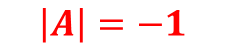 |A| = −1